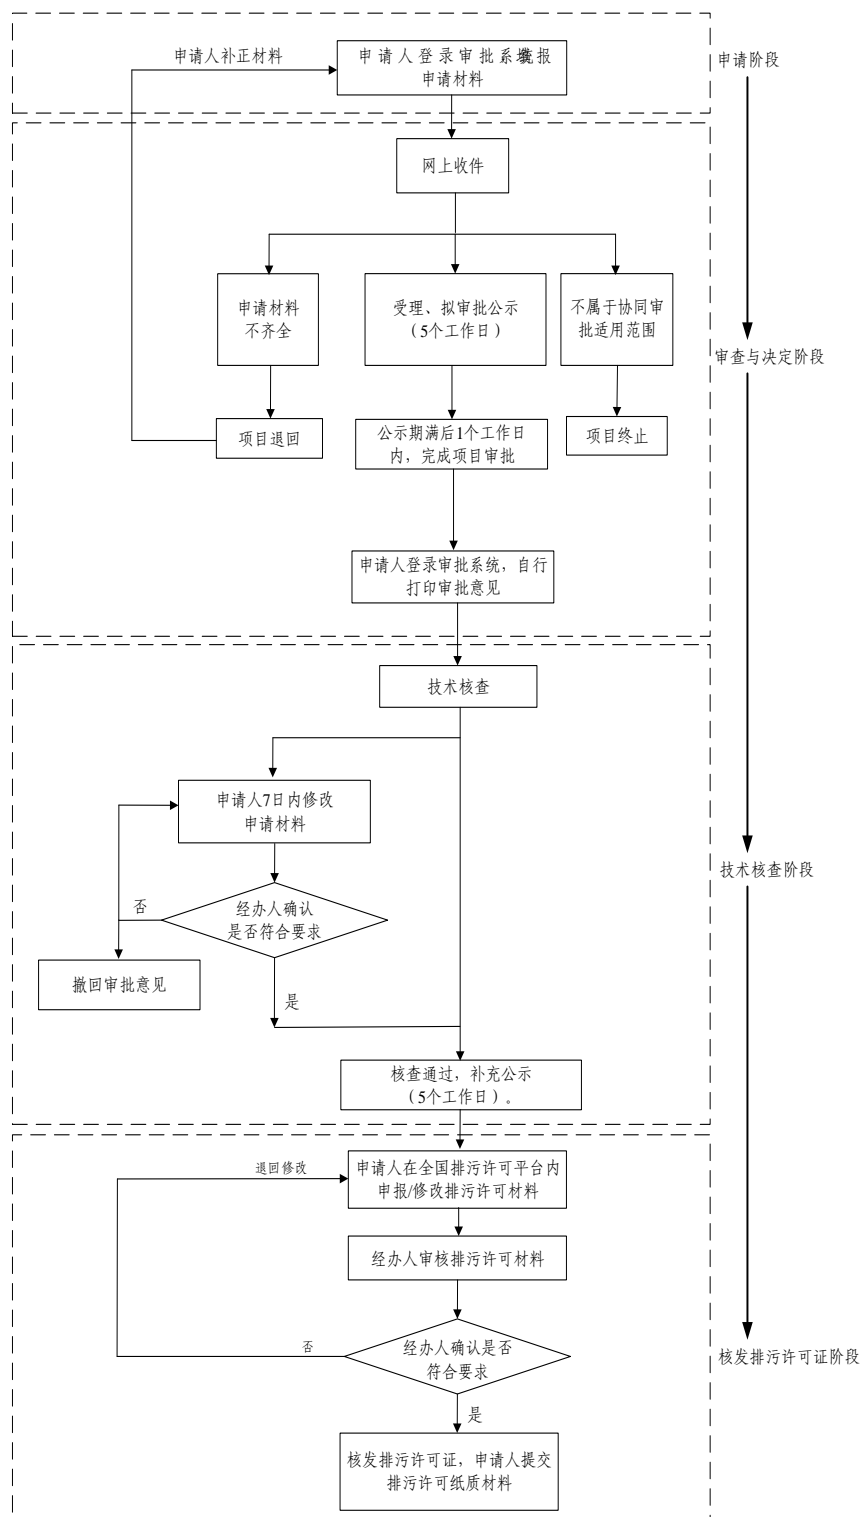 申请人补正材料
申请人登录审批系统填报
申请材料
申请阶段
网上收件
申请材料
不齐全
受理、拟审批公示
（5个工作日）
不属于协同审
批适用范围
审查与决定阶段
项目退回
公示期满后1个工作日
内，完成项目审批
项目终止
申请人登录审批系统，自行
打印审批意见
技术核查
申请人7日内修改
申请材料
技术核查阶段
否
经办人确认
是否符合要求
撤回审批意见
是
核查通过，补充公示
（5个工作日）。
退回修改
申请人在全国排污许可平台内
申报/修改排污许可材料
经办人审核排污许可材料
否
经办人确认是否
符合要求
核发排污许可证阶段
是
核发排污许可证，申请人提交
排污许可纸质材料